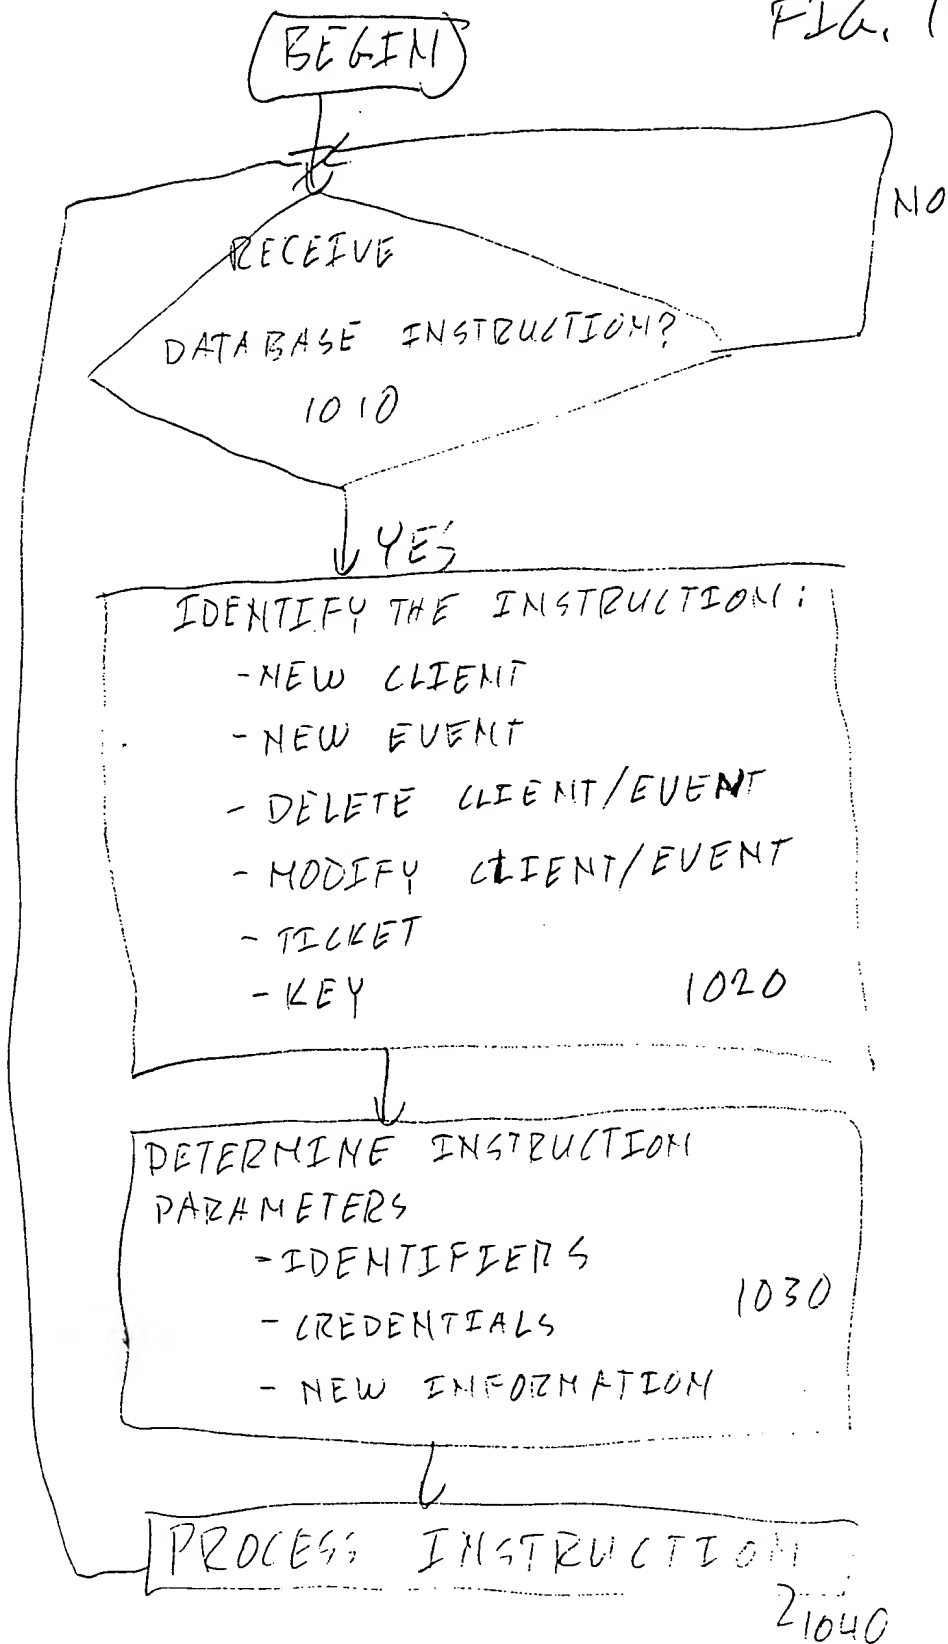 FIG. 1
BEGIN
NO
RECEIVE
DATABASE INSTRUCTION?
1010
YES
IDENTIFY THE INSTRUCTION:
- NEW CLIENT
- NEW EVENT
- DELETE CLIENT/EVENT
- MODIFY CLIENT/EVENT
- TICKET
- KEY 1020
DETERMINE INSTRUCTION
PARAMETERS
- IDENTIFIERS
1030
- CREDENTIALS
- NEW INFORMATION
PROCESS INSTRUCTION
1040